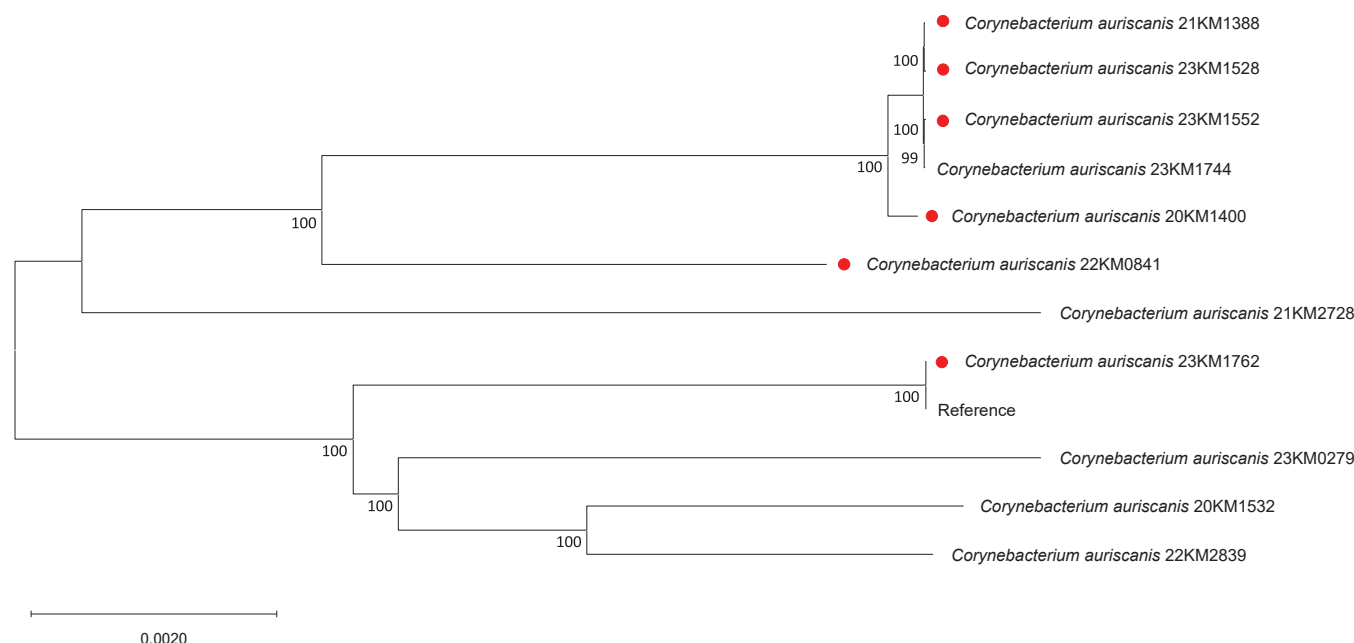 Corynebacterium auriscanis 21KM1388
100
Corynebacterium auriscanis 23KM1528
Corynebacterium auriscanis 23KM1552
100
99
100
Corynebacterium auriscanis 23KM1744
Corynebacterium auriscanis 20KM1400
100
Corynebacterium auriscanis 22KM0841
Corynebacterium auriscanis 21KM2728
Corynebacterium auriscanis 23KM1762
100
Reference
100
Corynebacterium auriscanis 23KM0279
100
Corynebacterium auriscanis 20KM1532
100
Corynebacterium auriscanis 22KM2839
0.0020